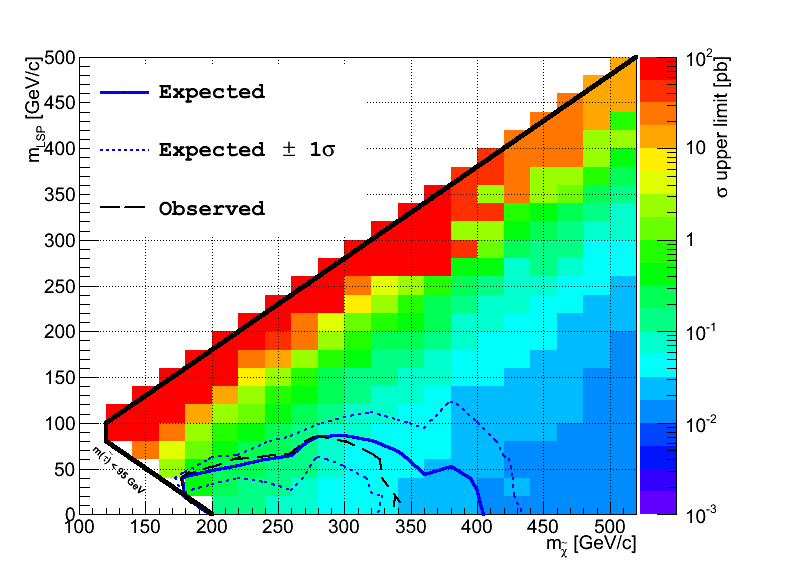 500
450
400
350
300
250
200
150
100
50
0
m_LSP [GeV/c]
Expected
Expected ± 1σ
Observed
m(τ̃) < 95 GeV
100 150 200 250 300 350 400 450 500
m_χ̃ [GeV/c]
10²
10
1
10⁻¹
10⁻²
10⁻³
σ upper limit [pb]